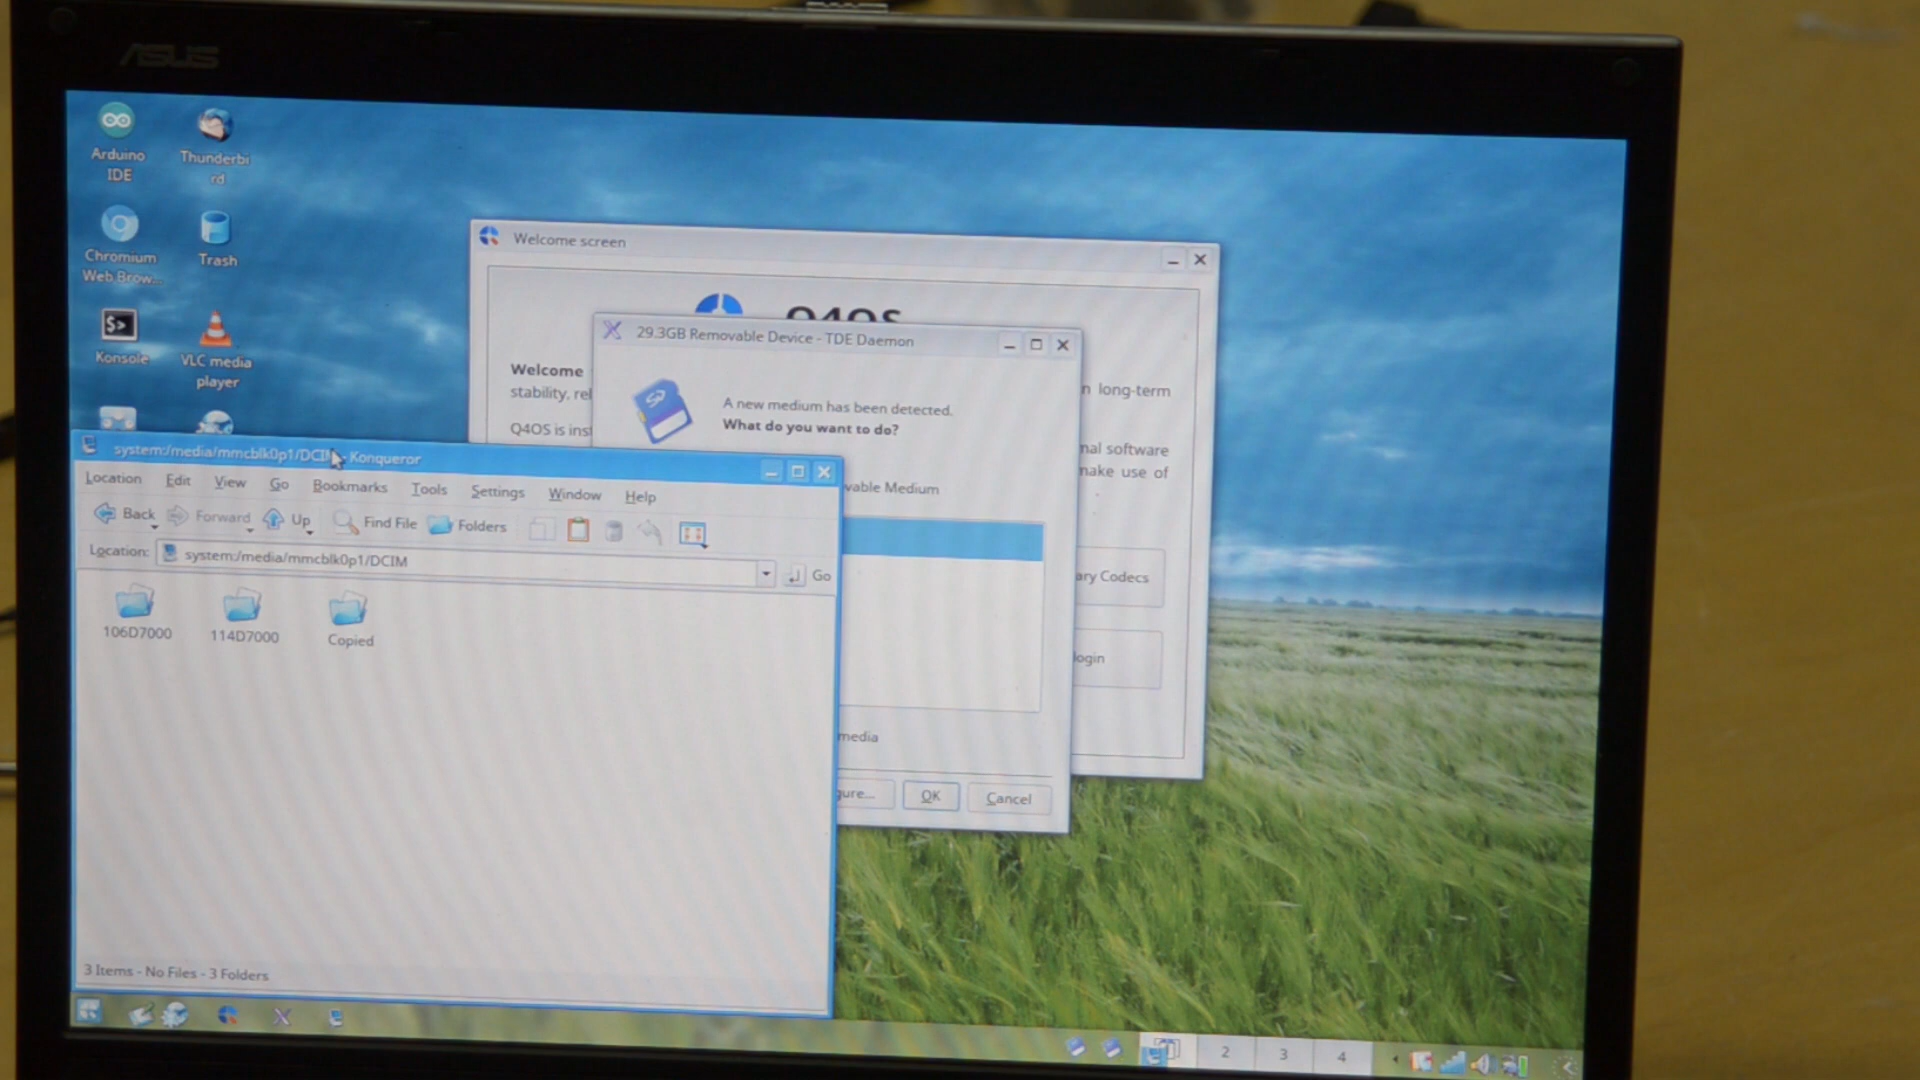 ASUS
Arduino
IDE
Thunderbi
rd
Chromium
Web Brow...
Trash
Konsole
VLC media
player
Welcome screen
Q4OS
Welcome
stability, rel
n long-term
Q4OS is inst
nal software
make use of
ary Codecs
login
29.3GB Removable Device - TDE Daemon
A new medium has been detected.
What do you want to do?
vable Medium
media
gure...
OK
Cancel
system:/media/mmcblk0p1/DCIM - Konqueror
Location Edit View Go Bookmarks Tools Settings Window Help
Back Forward Up Find File Folders
Location: system:/media/mmcblk0p1/DCIM Go
106D7000
114D7000
Copied
3 Items - No Files - 3 Folders
2 3 4